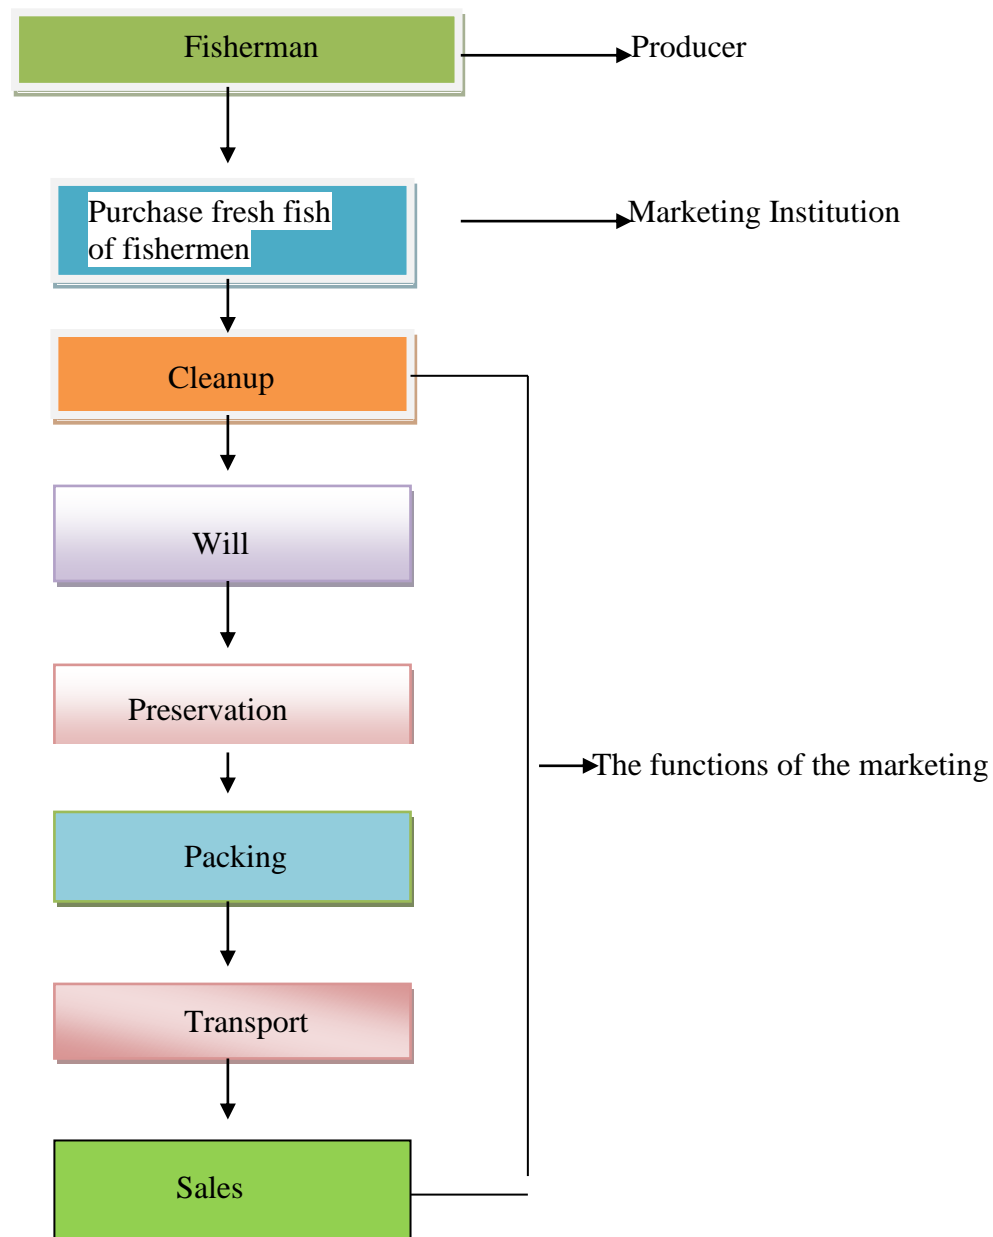 Fisherman
Producer
Purchase fresh fish
of fishermen
Marketing Institution
Cleanup
Will
Preservation
The functions of the marketing
Packing
Transport
Sales